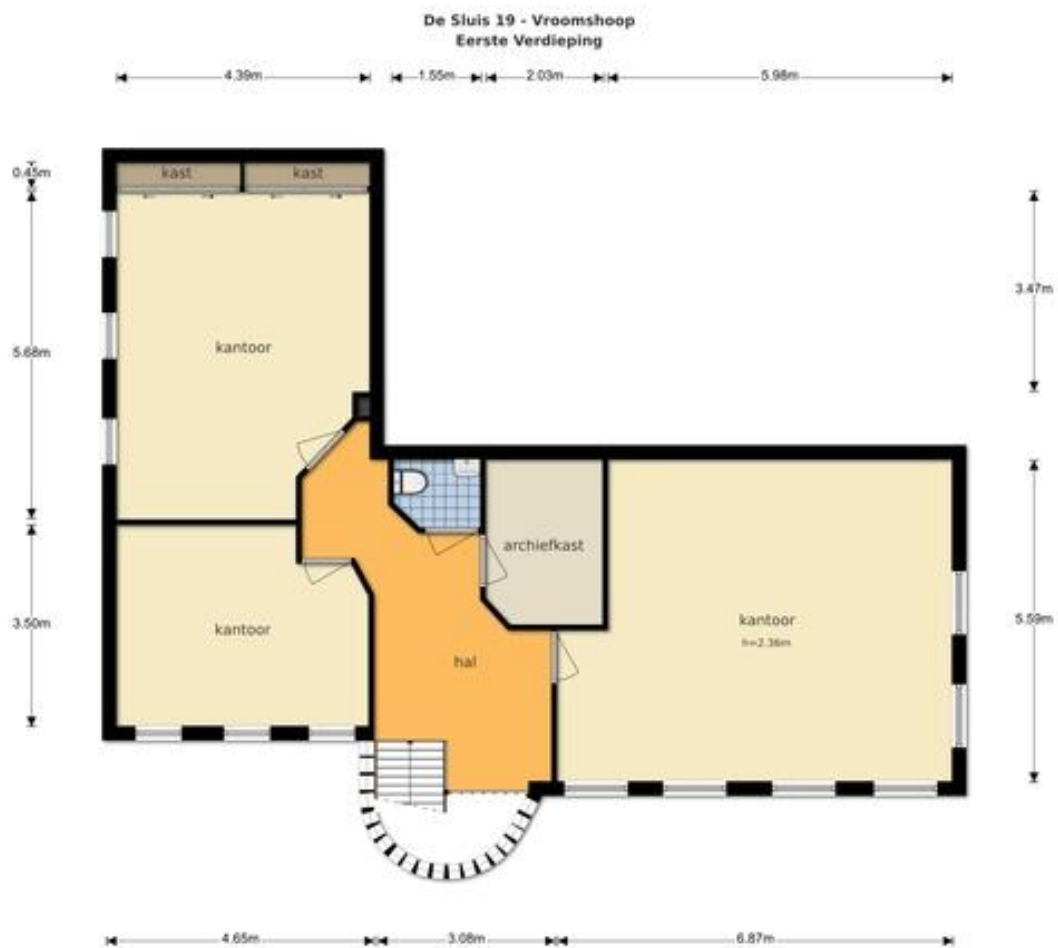 De Sluis 19 - Vroomshoop
Eerste Verdieping
4.39m
1.55m
2.03m
5.98m
0.45m
kast
kast
3.47m
5.68m
kantoor
archiefkast
3.50m
kantoor
kantoor
5.59m
h=2.36m
hal
4.65m
3.08m
6.87m